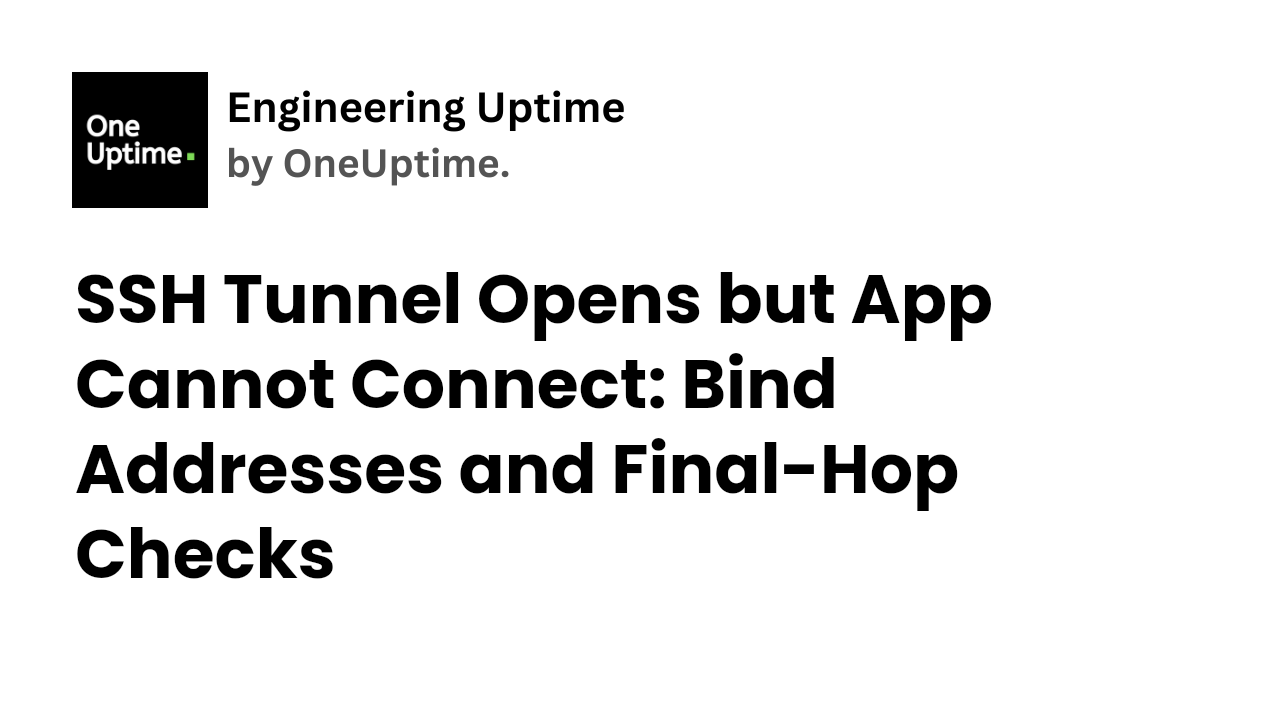 One
Uptime.
Engineering Uptime
by OneUptime.
SSH Tunnel Opens but App
Cannot Connect: Bind
Addresses and Final-Hop
Checks